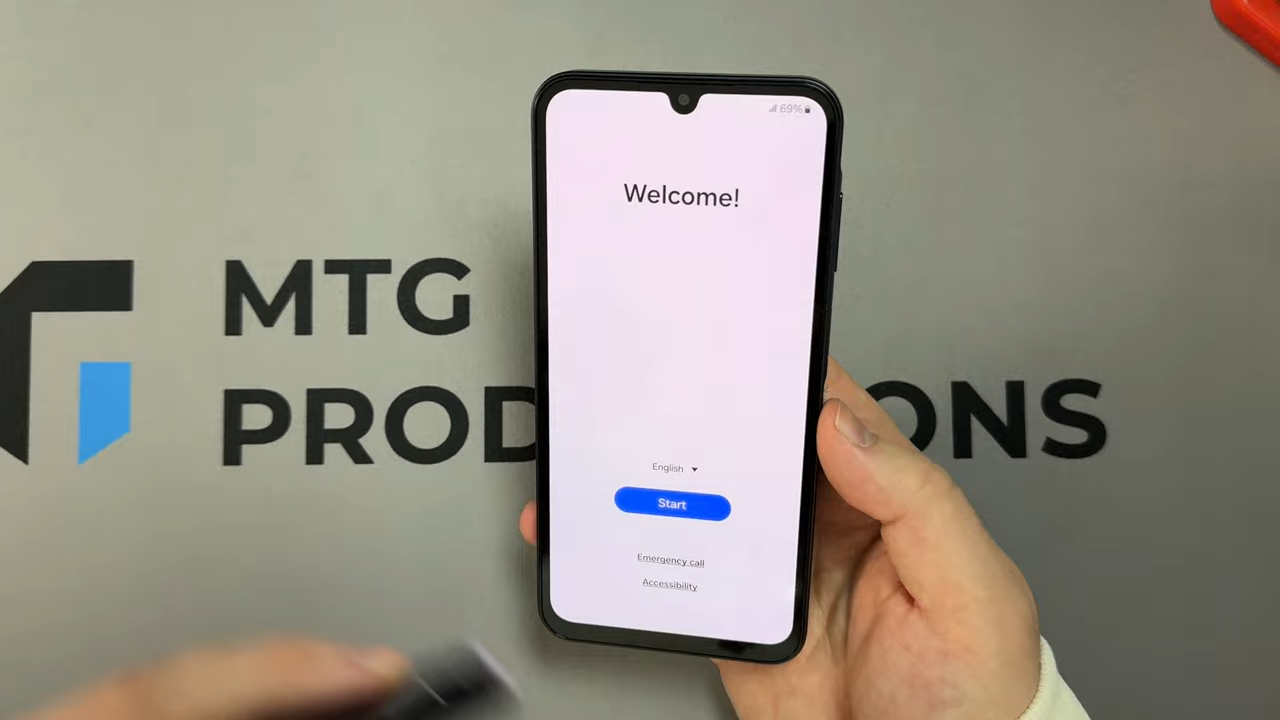 69%
Welcome!
MTG
PROD
ONS
English
Start
Emergency call
Accessibility